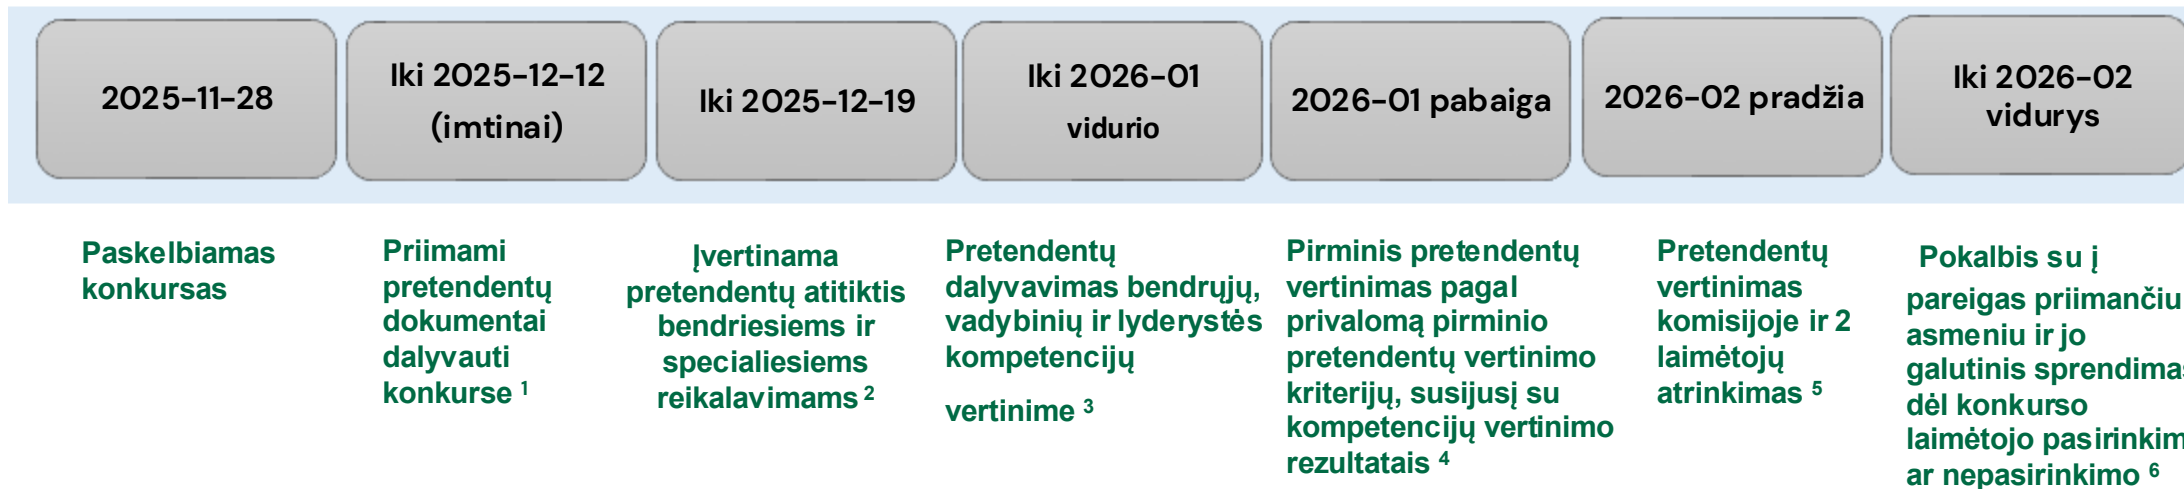 2025-11-28
Iki 2025-12-12
(imtinai)
Iki 2025-12-19
Iki 2026-01
vidurio
2026-01 pabaiga
2026-02 pradžia
Iki 2026-02
vidurys
Paskelbiamas
konkursas
Priimami
pretendentų
dokumentai
dalyvauti
konkurse ¹
Įvertinama
pretendentų atitiktis
bendriesiems ir
specialiesiems
reikalavimams ²
Pretendentų
dalyvavimas bendrųjų,
vadybinių ir lyderystės
kompetencijų
vertinime ³
Pirminis pretendentų
vertinimas pagal
privalomą pirminio
pretendentų vertinimo
kriterijų, susijusį su
kompetencijų vertinimo
rezultatais ⁴
Pretendentų
vertinimas
komisijoje ir 2
laimėtojų
atrinkimas ⁵
Pokalbis su į
pareigas priimančiu
asmeniu ir jo
galutinis sprendimas
dėl konkurso
laimėtojo pasirinkim
ar nepasirinkimo ⁶